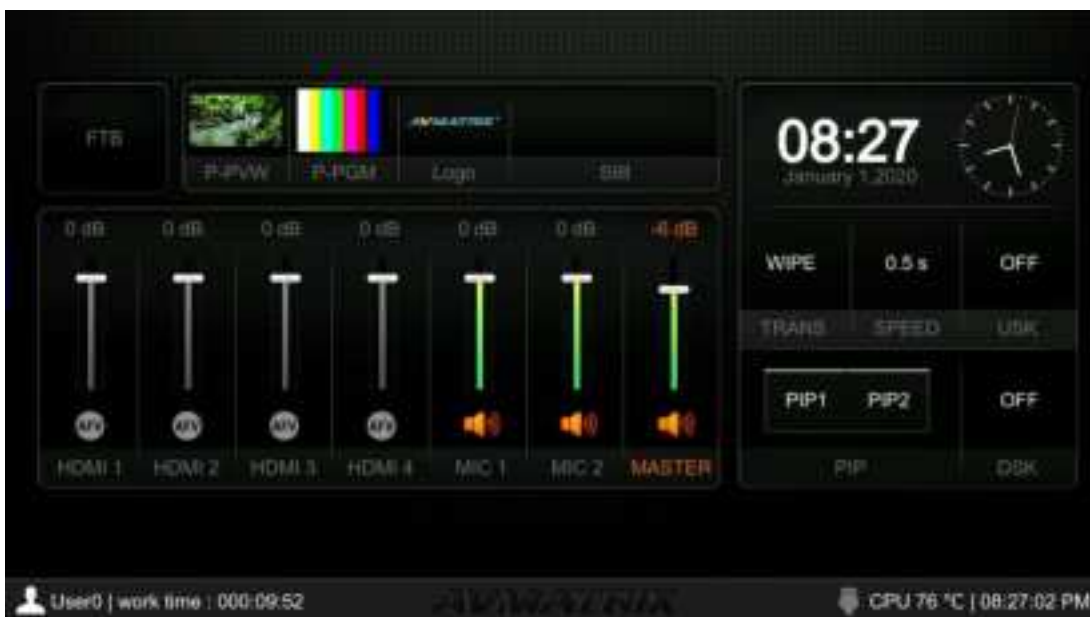 FTB
P-PVW P-PGM Logo Still
AVMATRIX
08:27
January 1,2020
0 dB 0 dB 0 dB 0 dB 0 dB 0 dB -6 dB
WIPE 0.5 s OFF
TRANS SPEED USK
PIP1 PIP2 OFF
AFV AFV AFV AFV
HDMI 1 HDMI 2 HDMI 3 HDMI 4 MIC 1 MIC 2 MASTER
PIP DSK
User0 | work time : 000:09:52
AVMATRIX
CPU 76 °C | 08:27:02 PM